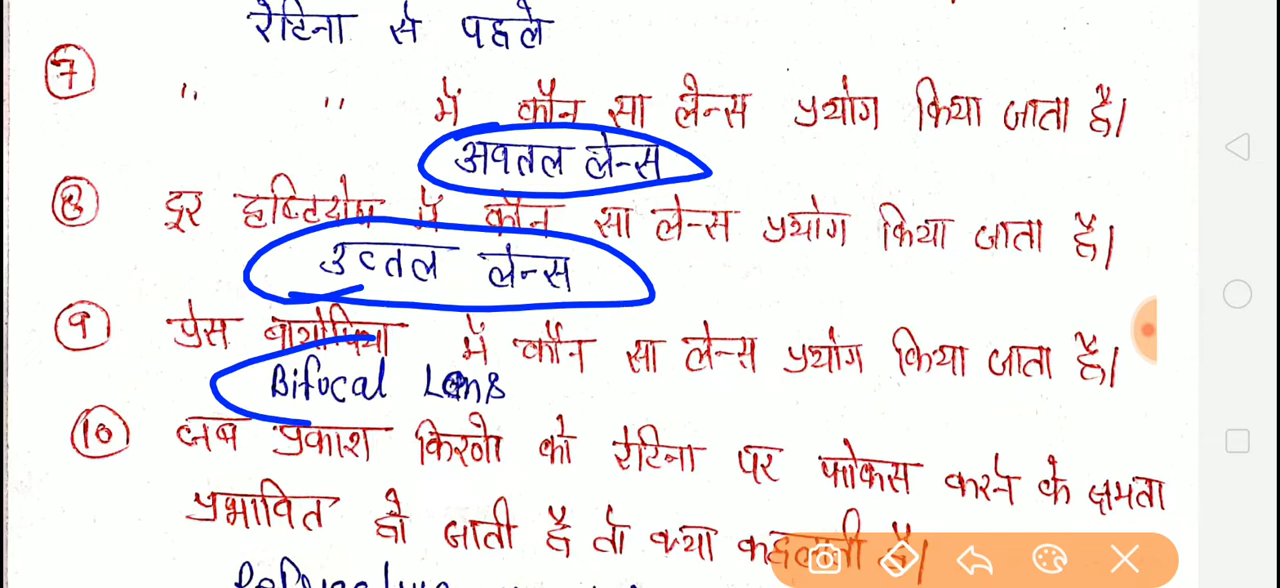 रेटिना से पहले
7 " " में कौन सा लेन्स प्रयोग किया जाता है।
अवतल लेन्स
8 दूर दृष्टिदोष में कौन सा लेन्स प्रयोग किया जाता है।
उत्तल लेन्स
9 प्रेस बायोपिया में कौन सा लेन्स प्रयोग किया जाता है।
Bifocal Lens
10 जब प्रकाश किरणो को रेटिना पर फोकस करने के क्षमता
प्रभावित हो जाती है तो क्या कहलाती है।